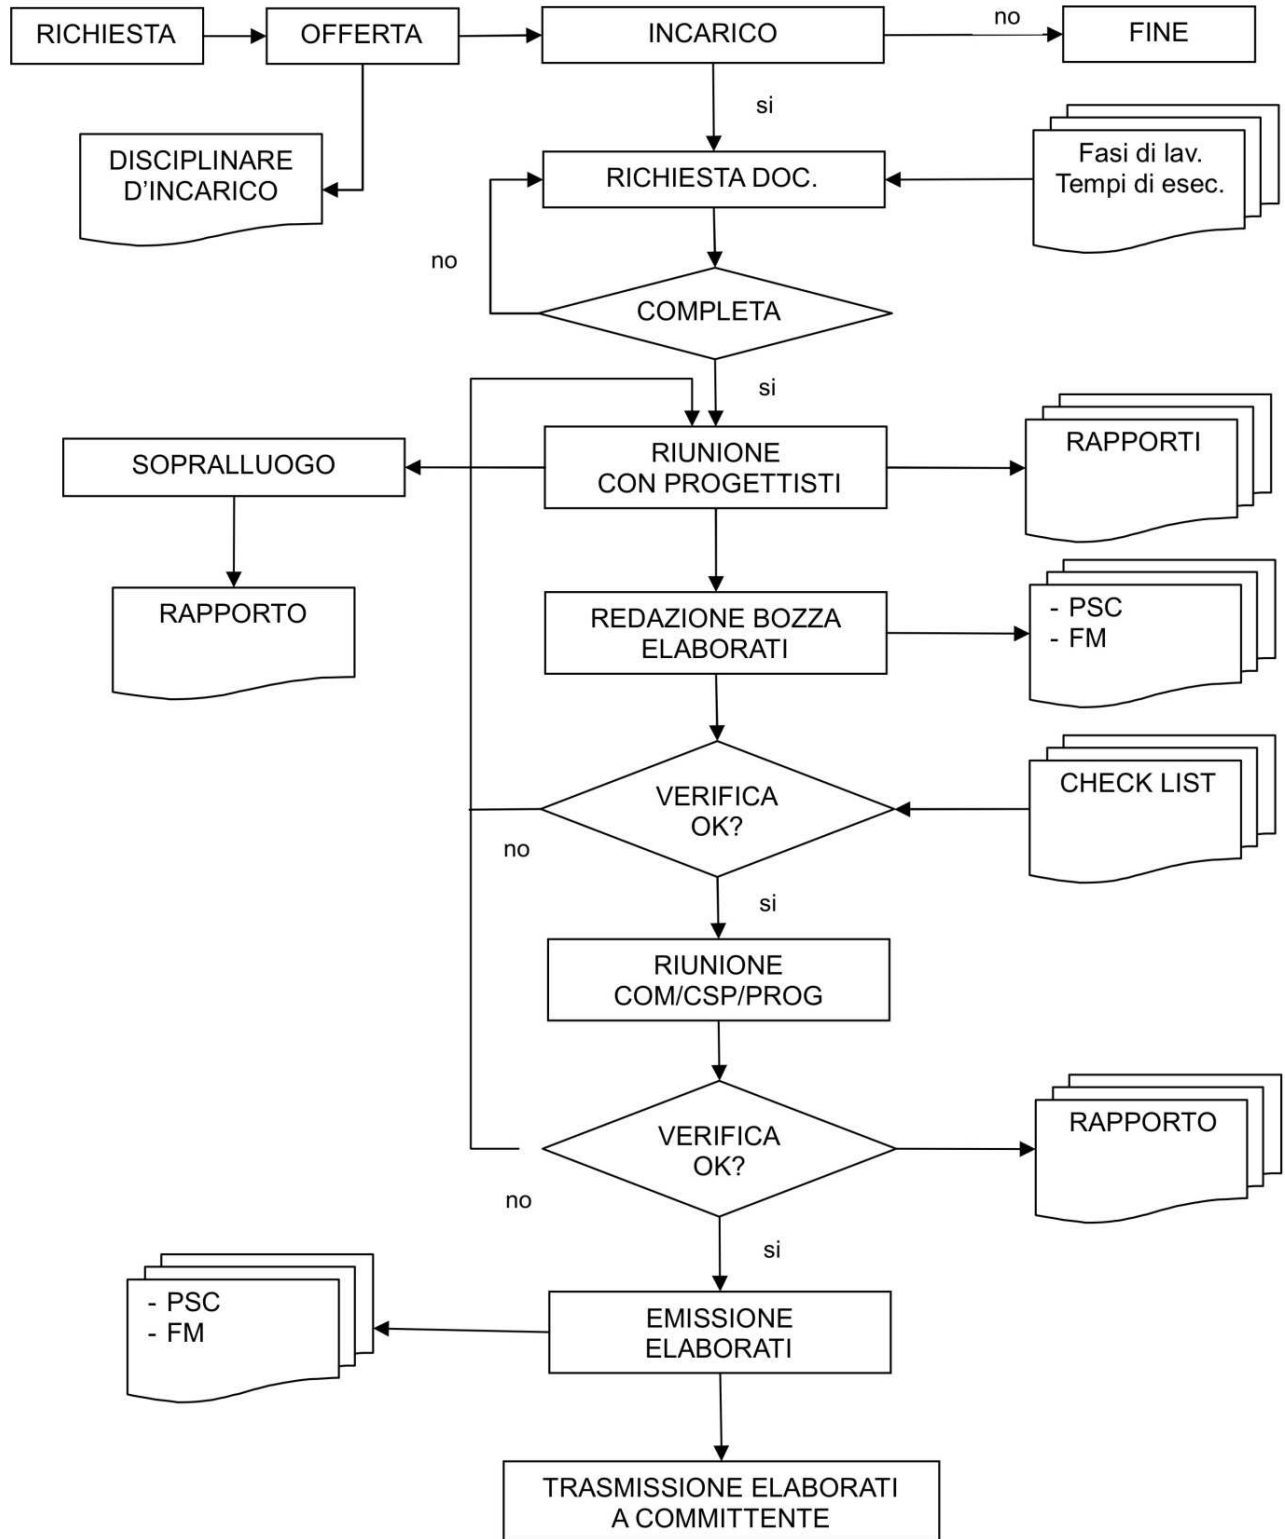 RICHIESTA
OFFERTA
INCARICO
no
FINE
si
DISCIPLINARE
D'INCARICO
RICHIESTA DOC.
Fasi di lav.
Tempi di esec.
no
COMPLETA
si
SOPRALLUOGO
RIUNIONE
CON PROGETTISTI
RAPPORTI
RAPPORTO
REDAZIONE BOZZA
ELABORATI
- PSC
- FM
VERIFICA
OK?
CHECK LIST
no
si
RIUNIONE
COM/CSP/PROG
VERIFICA
OK?
RAPPORTO
no
si
- PSC
- FM
EMISSIONE
ELABORATI
TRASMISSIONE ELABORATI
A COMMITTENTE